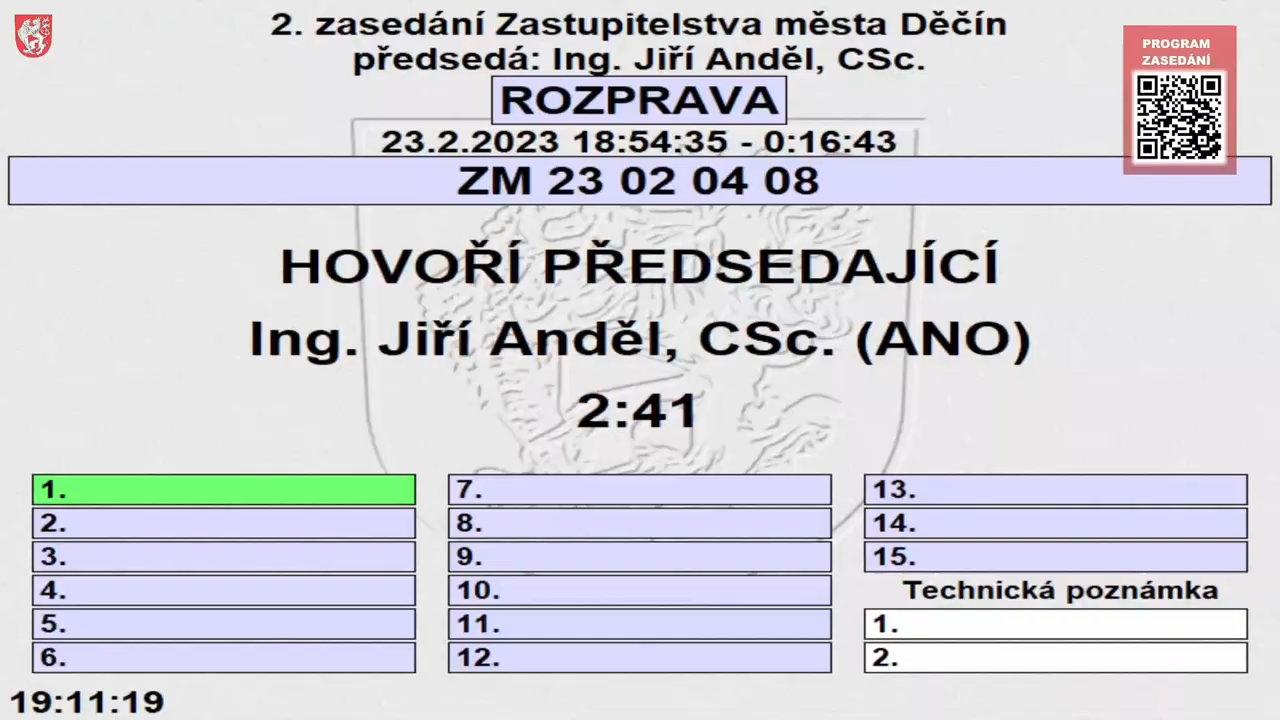 2. zasedání Zastupitelstva města Děčín
předsedá: Ing. Jiří Anděl, CSc.
PROGRAM
ZASEDÁNÍ
ROZPRAVA
23.2.2023 18:54:35 - 0:16:43
ZM 23 02 04 08
HOVOŘÍ PŘEDSEDAJÍCÍ
Ing. Jiří Anděl, CSc. (ANO)
2:41
1.
2.
3.
4.
5.
6.
7.
8.
9.
10.
11.
12.
13.
14.
15.
Technická poznámka
1.
2.
19:11:19